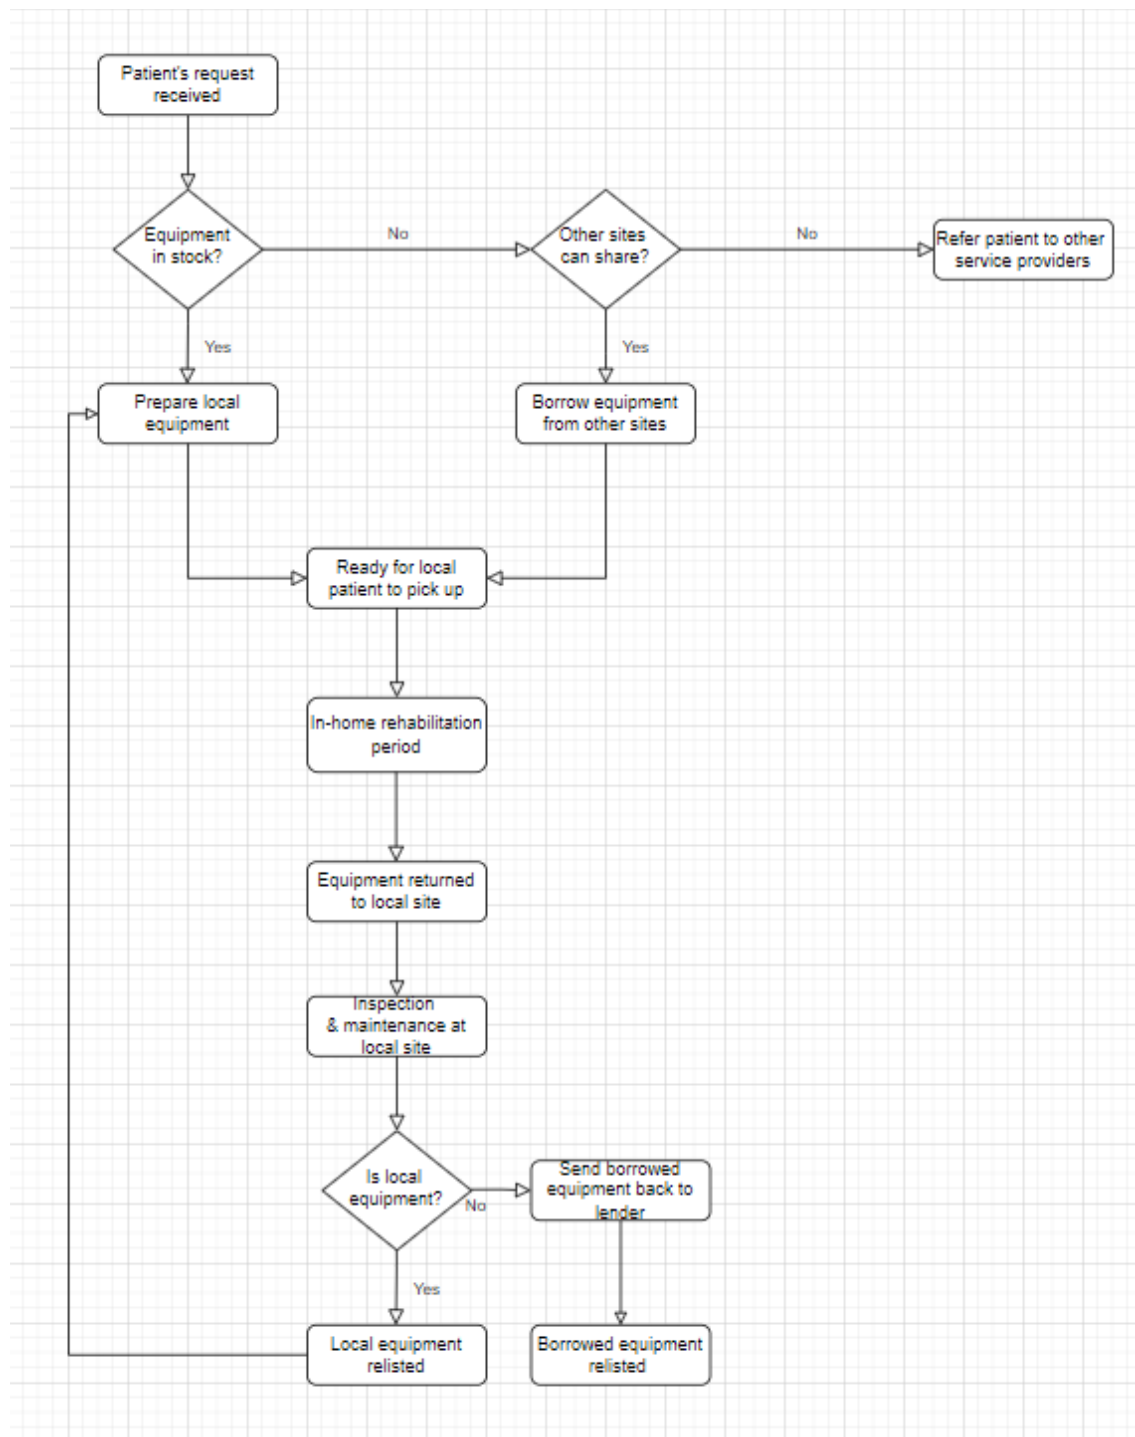 Patient's request
received
Equipment
in stock?
No
Other sites
can share?
No
Refer patient to other
service providers
Yes
Yes
Prepare local
equipment
Borrow equipment
from other sites
Ready for local
patient to pick up
In-home rehabilitation
period
Equipment returned
to local site
Inspection
& maintenance at
local site
Is local
equipment?
No
Send borrowed
equipment back to
lender
Yes
Local equipment
relisted
Borrowed equipment
relisted